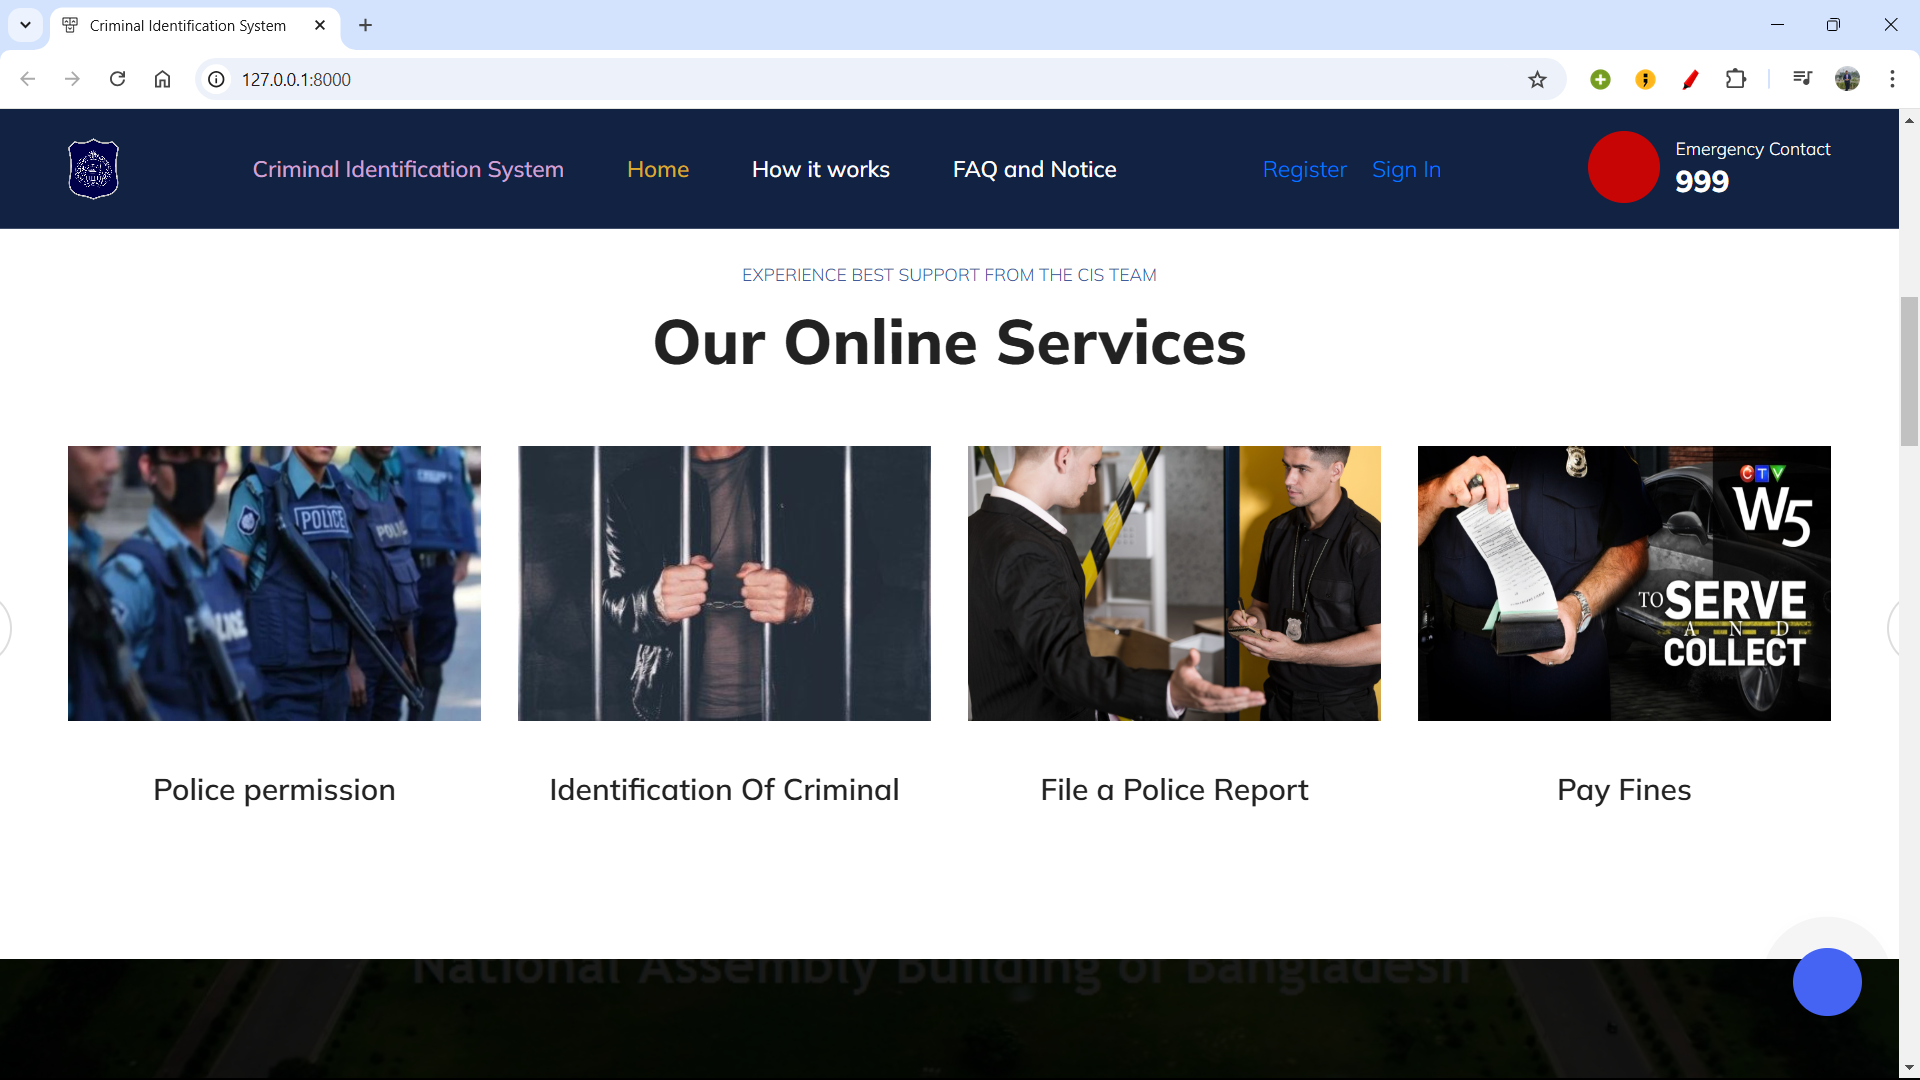 Criminal Identification System
127.0.0.1:8000
Criminal Identification System
Home
How it works
FAQ and Notice
Register
Sign In
Emergency Contact
999
EXPERIENCE BEST SUPPORT FROM THE CIS TEAM
Our Online Services
POLICE
POLICE
CTV
W5
TO SERVE
AND
COLLECT
Police permission
Identification Of Criminal
File a Police Report
Pay Fines
National Assembly Building of Bangladesh